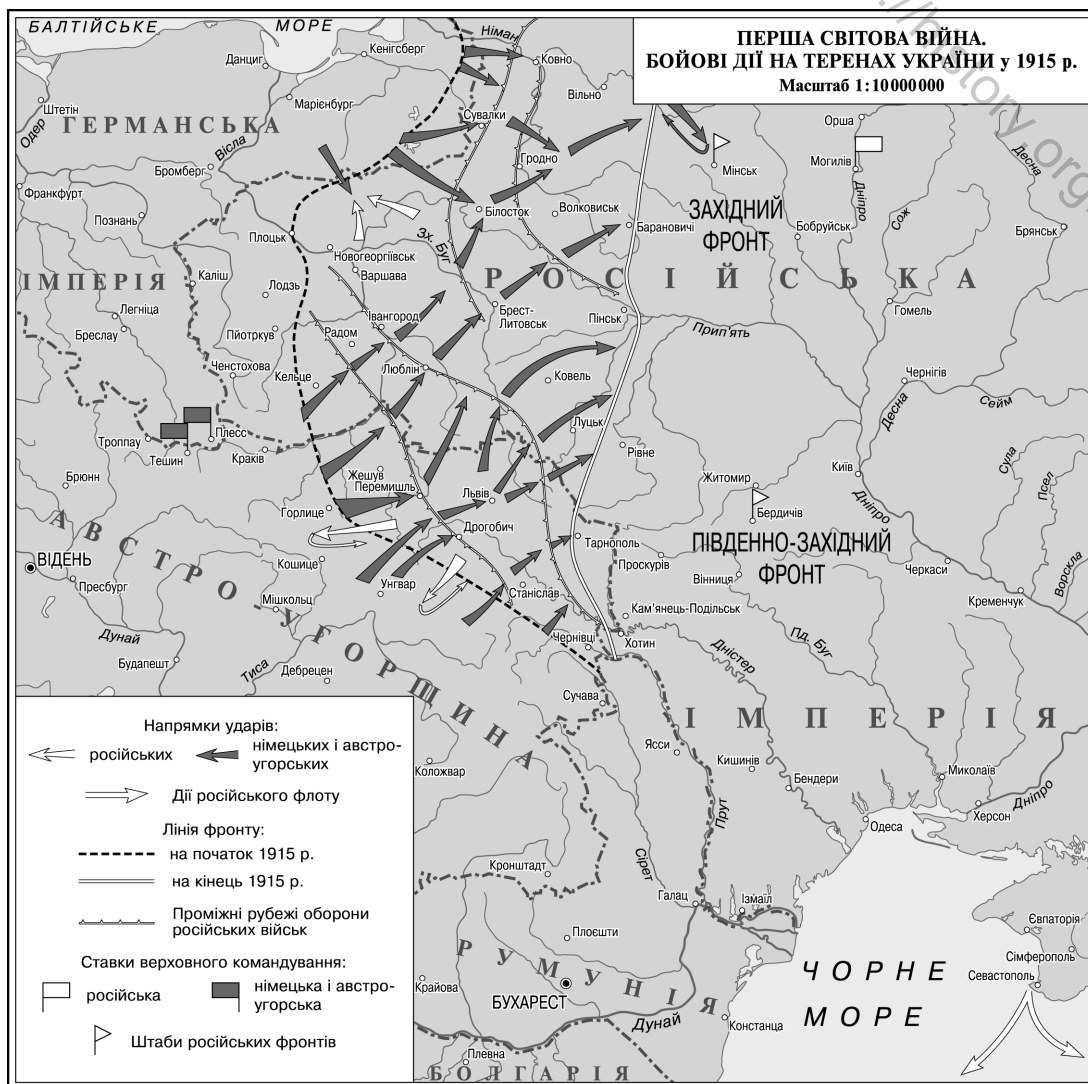 ПЕРША СВІТОВА ВІЙНА.
БОЙОВІ ДІЇ НА ТЕРЕНАХ УКРАЇНИ у 1915 р.
Масштаб 1:10000000
://history.org
БАЛТІЙСЬКЕ МОРЕ
Німан
Кенігсберг
Ковно
Данциг
Вільно
Штетін
Марієнбург
Сувалки
Орша
ГЕРМАНСЬКА
Одер
Вісла
Гродно
Мінськ
Могилів
Десна
Бромберг
Франкфурт
Білосток
Волковиськ
ЗАХІДНИЙ
ФРОНТ
Дніпро
Сож
Познань
Плоцьк
Зх. Буг
Барановичі
Бобруйськ
Брянськ
Новогеоргіївськ
Варшава
ІМПЕРІЯ
Каліш
РОСІЙСЬКА
Лодзь
Легніца
Івангород
Брест-
Литовськ
Пінськ
Гомель
Бреслау
Пйотркув
Радом
Прип'ять
Ченстохова
Кельце
Люблін
Ковель
Чернігів
Сейм
Десна
Плесс
Троппау
Тешин
Краків
Луцьк
Рівне
Сула
Псел
Брюнн
Жешув
Перемишль
Львів
Житомир
Київ
Горлице
Бердичів
Дніпро
АВСТРО-УГОРЩИНА
Дрогобич
Тарнополь
ПІВДЕННО-ЗАХІДНИЙ
ФРОНТ
ВІДЕНЬ
Кошице
Проскурів
Ворскла
Пресбург
Унгвар
Станіслав
Вінниця
Черкаси
Мішкольц
Кам'янець-Подільськ
Кременчук
Дунай
Чернівці
Хотин
Будапешт
Тиса
Дебрецен
Дністер
Пд. Буг
Сучава
ІМПЕРІЯ
Ясси
Кишинів
Коложвар
Бендери
Миколаїв
Херсон
Дніпро
Прут
Одеса
Кронштадт
Сірет
Галац
Ізмаїл
Євпаторія
Плоєшти
Сімферополь
РУМУНІЯ
ЧОРНЕ
МОРЕ
Севастополь
Крайова
БУХАРЕСТ
Дунай
Констанца
Плевна
БОЛГАРІЯ
Напрямки ударів:
російських
німецьких і австро-
угорських
Дії російського флоту
Лінія фронту:
на початок 1915 р.
на кінець 1915 р.
Проміжні рубежі оборони
російських військ
Ставки верховного командування:
російська
німецька і австро-
угорська
Штаби російських фронтів